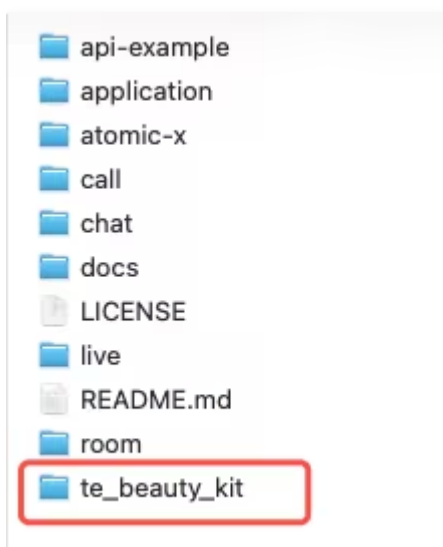 api-example
application
atomic-x
call
chat
docs
LICENSE
live
README.md
room
te_beauty_kit